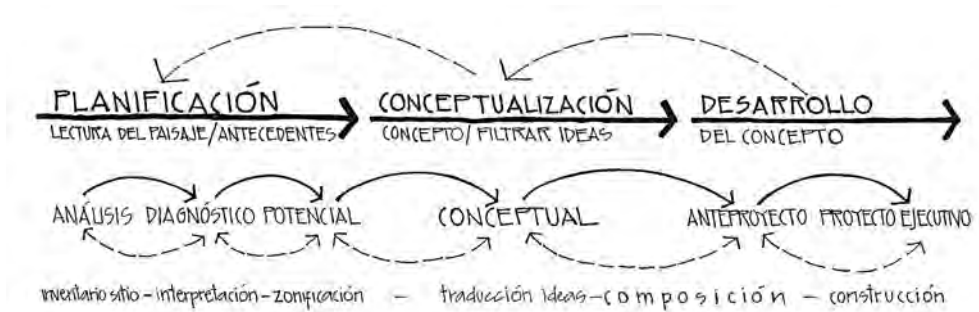 PLANIFICACIÓN CONCEPTUALIZACIÓN DESARROLLO
LECTURA DEL PAISAJE/ANTECEDENTES CONCEPTO/FILTRAR IDEAS DEL CONCEPTO
ANÁLISIS DIAGNÓSTICO POTENCIAL CONCEPTUAL ANTEPROYECTO PROYECTO EJECUTIVO
inventario sitio - interpretación - zonificación - traducción ideas - composición - construcción